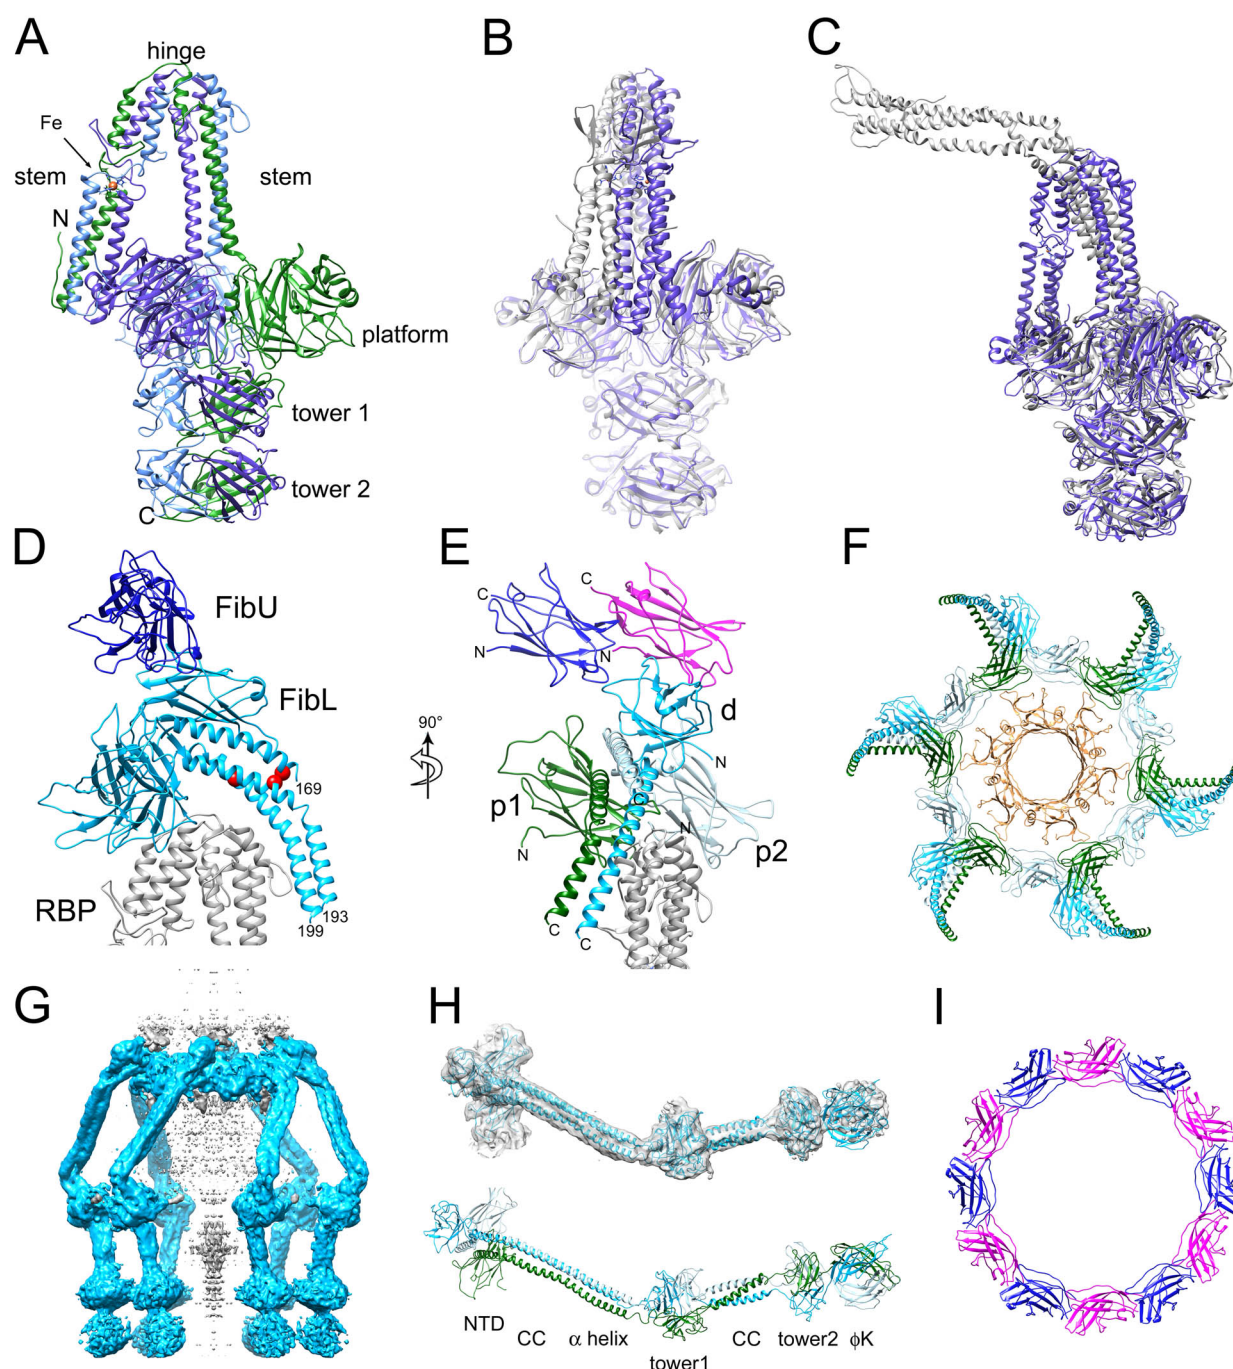 A
hinge
Fe
stem
stem
N
platform
tower 1
tower 2
C
B
C
D
FibU
FibL
169
RBP
193
199
90°
E
C
C
N
N
d
N
p1
C
N
N
p2
C
C
F
G
H
NTD
CC
α helix
tower1
CC
tower2
ϕK
I